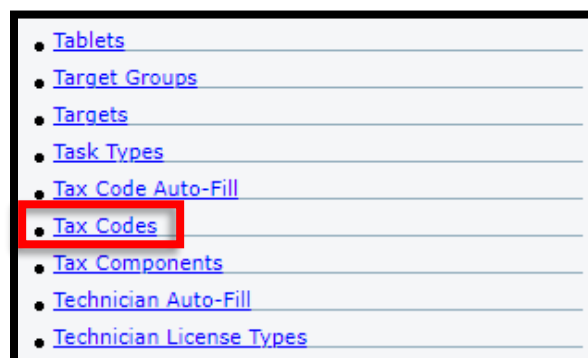 Tablets
Target Groups
Targets
Task Types
Tax Code Auto-Fill
Tax Codes
Tax Components
Technician Auto-Fill
Technician License Types